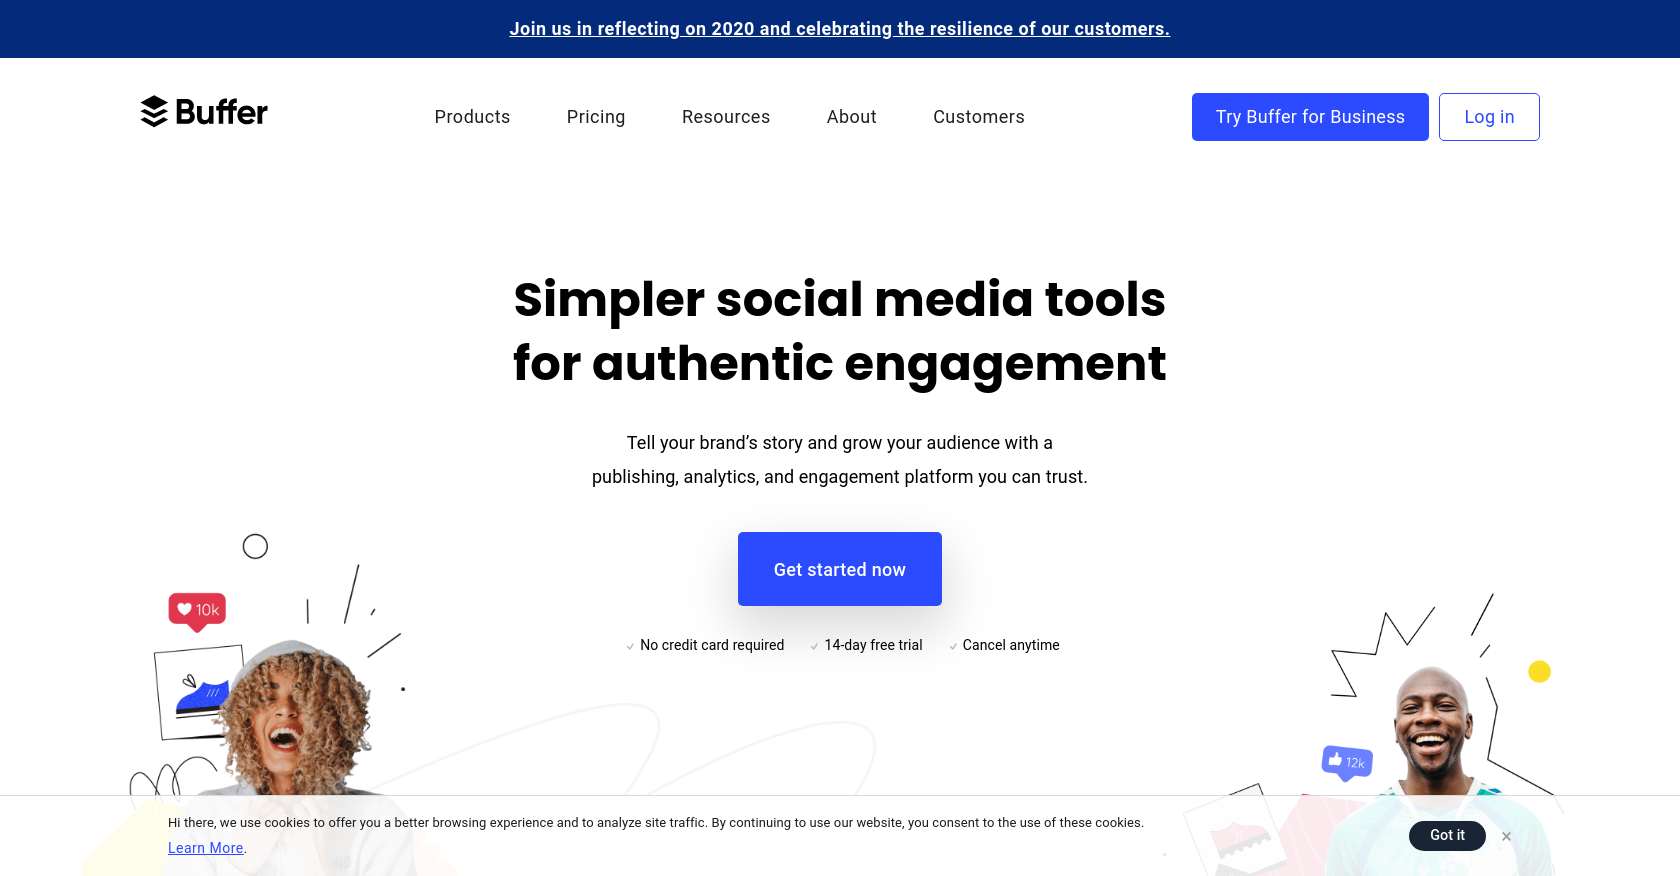 Join us in reflecting on 2020 and celebrating the resilience of our customers.
Buffer
Products
Pricing
Resources
About
Customers
Try Buffer for Business
Log in
Simpler social media tools
for authentic engagement
Tell your brand’s story and grow your audience with a
publishing, analytics, and engagement platform you can trust.
Get started now
No credit card required
14-day free trial
Cancel anytime
10k
12k
Hi there, we use cookies to offer you a better browsing experience and to analyze site traffic. By continuing to use our website, you consent to the use of these cookies.
Learn More.
Got it
×